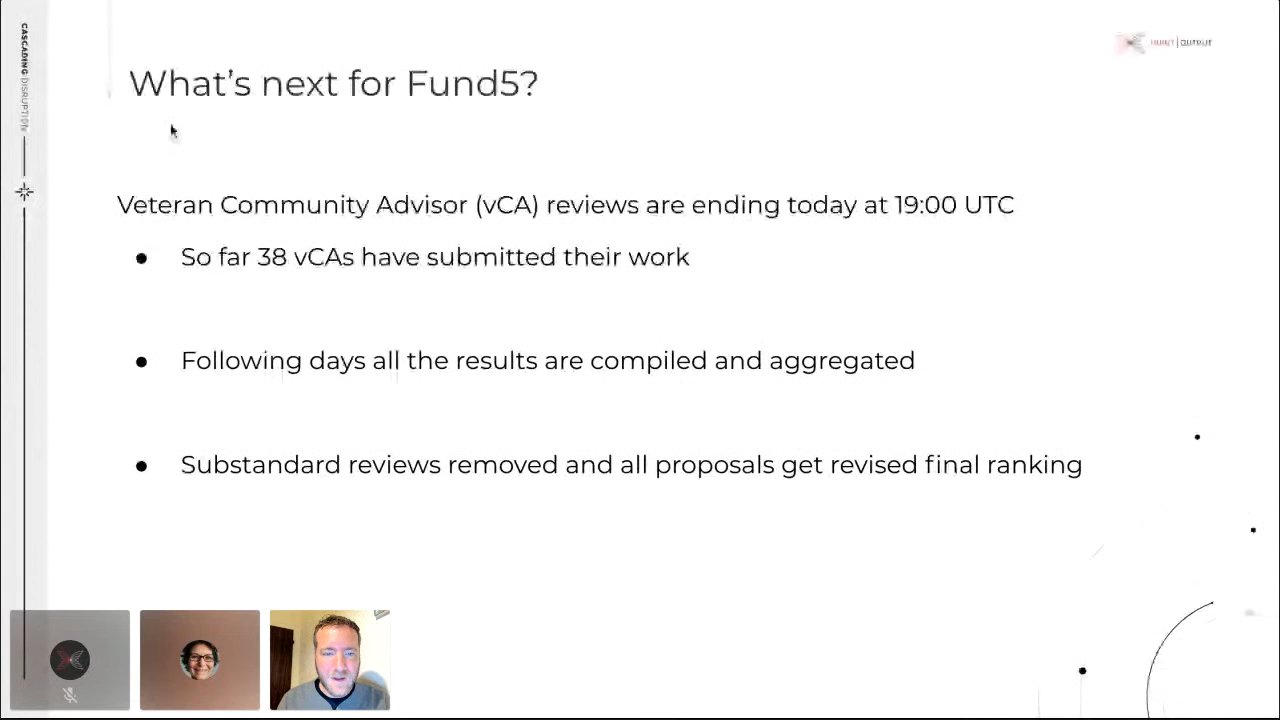 CASCADING DISRUPTION
What's next for Fund5?
Veteran Community Advisor (vCA) reviews are ending today at 19:00 UTC
● So far 38 vCAs have submitted their work
● Following days all the results are compiled and aggregated
● Substandard reviews removed and all proposals get revised final ranking